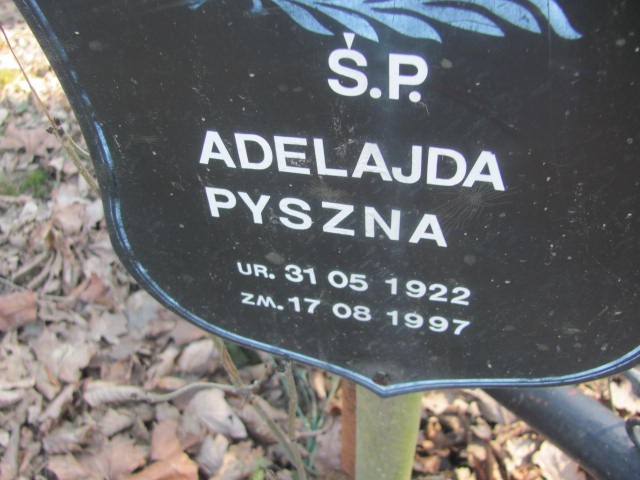 Ś.P.
ADELAJDA
PYSZNA
UR. 31 05 1922
ZM. 17 08 1997